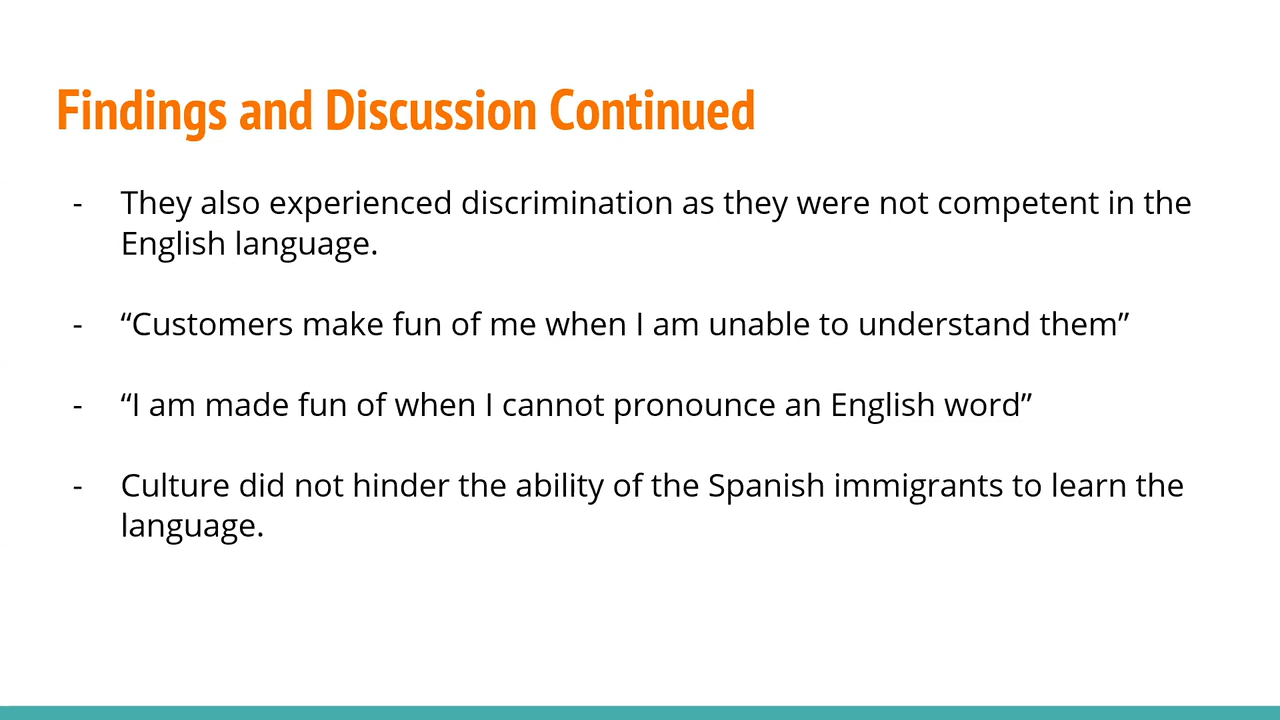 Findings and Discussion Continued
- They also experienced discrimination as they were not competent in the
English language.
- “Customers make fun of me when I am unable to understand them”
- “I am made fun of when I cannot pronounce an English word”
- Culture did not hinder the ability of the Spanish immigrants to learn the
language.